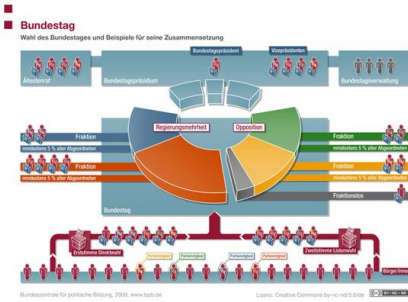 Bundestag
Wahl des Bundestages und Beispiele für seine Zusammensetzung
Bundestagspräsident
Vizepräsidenten
Ältestenrat
Bundestagspräsidium
Bundestagsverwaltung
Regierungsmehrheit
Opposition
Fraktion
mindestens 5 % aller Abgeordneten
Fraktion
mindestens 5 % aller Abgeordneten
Fraktion
mindestens 5 % aller Abgeordneten
Fraktion
mindestens 5 % aller Abgeordneten
Fraktionslos
Bundestag
Erststimme Direktwahl
Zweitstimme Listenwahl
Parteimitglied
Parteimitglied
Parteimitglied
Parteimitglied
Bürger/innen
Bundeszentrale für politische Bildung, 2009, www.bpb.de
Lizenz: Creative Commons by-nc-nd/3.0/de